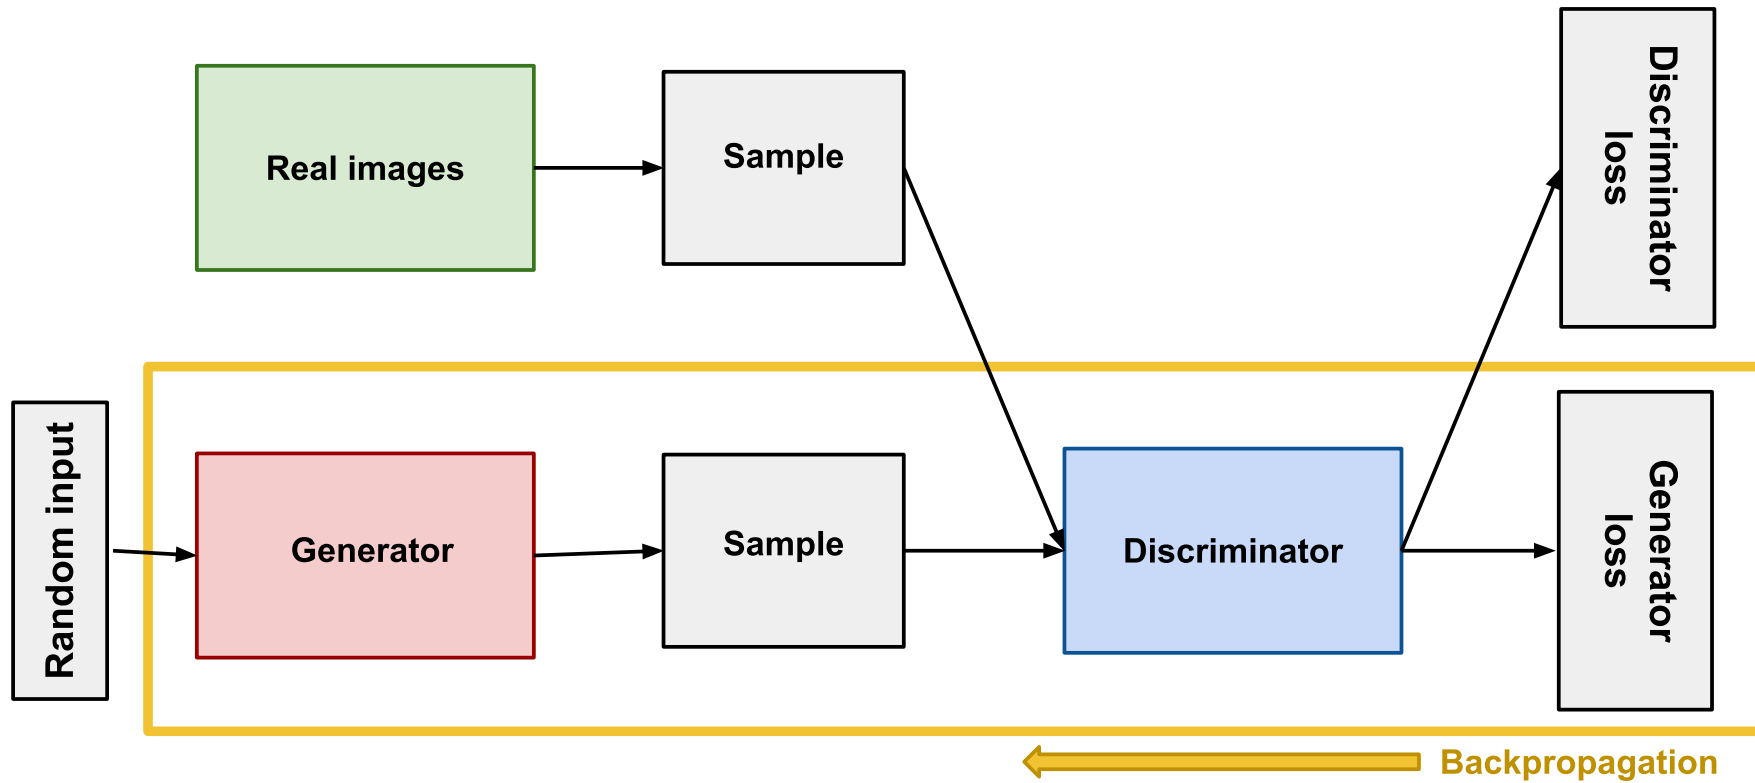 Real images
Sample
Discriminator
loss
Random input
Generator
Sample
Discriminator
Generator
loss
Backpropagation